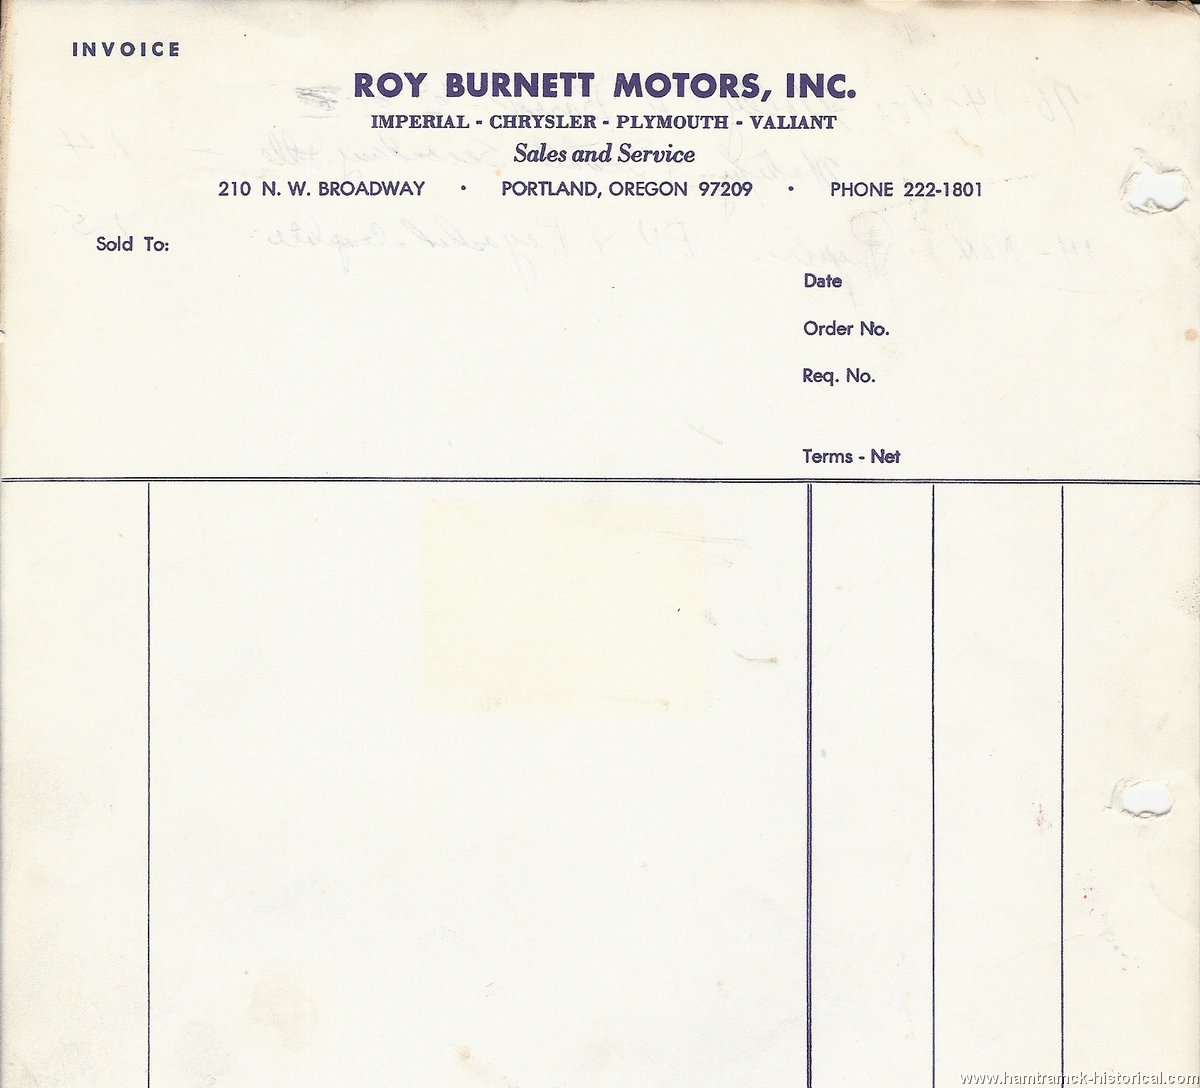 INVOICE
ROY BURNETT MOTORS, INC.
IMPERIAL - CHRYSLER - PLYMOUTH - VALIANT
Sales and Service
210 N. W. BROADWAY • PORTLAND, OREGON 97209 • PHONE 222-1801
Sold To:
Date
Order No.
Req. No.
Terms - Net
www.hamtramck-historical.com